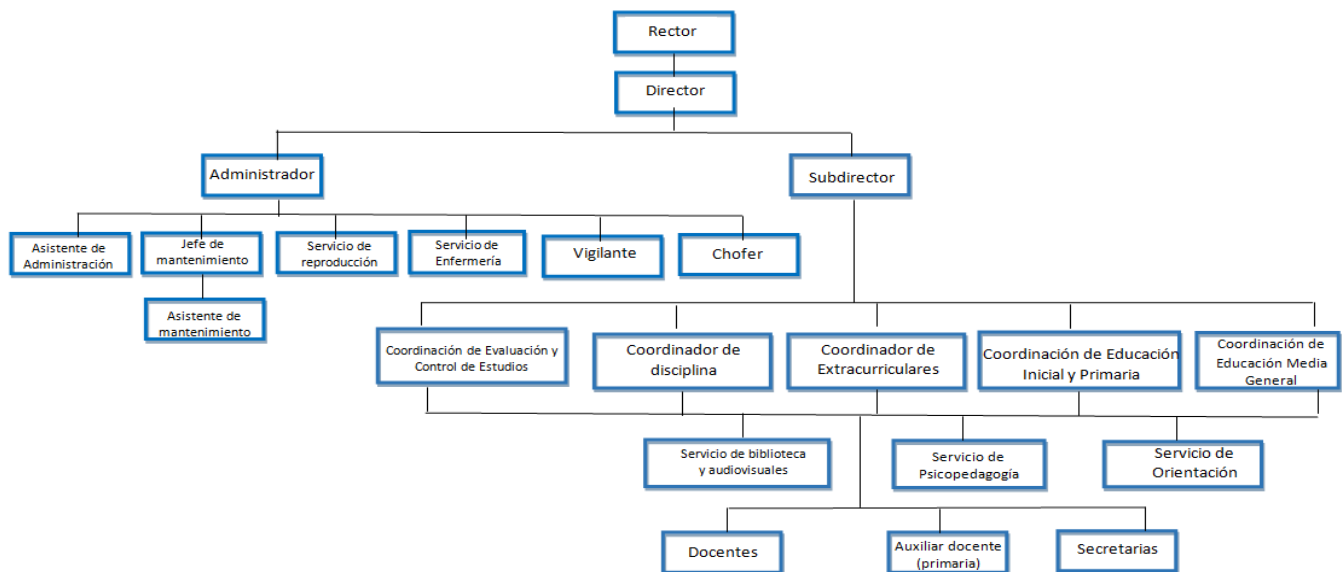 Rector
Director
Administrador
Subdirector
Asistente de
Administración
Jefe de
mantenimiento
Servicio de
reproducción
Servicio de
Enfermería
Vigilante
Chofer
Asistente de
mantenimiento
Coordinación de Evaluación y
Control de Estudios
Coordinador de
disciplina
Coordinador de
Extracurriculares
Coordinación de Educación
Inicial y Primaria
Coordinación de
Educación Media
General
Servicio de biblioteca
y audiovisuales
Servicio de
Psicopedagogía
Servicio de
Orientación
Docentes
Auxiliar docente
(primaria)
Secretarias